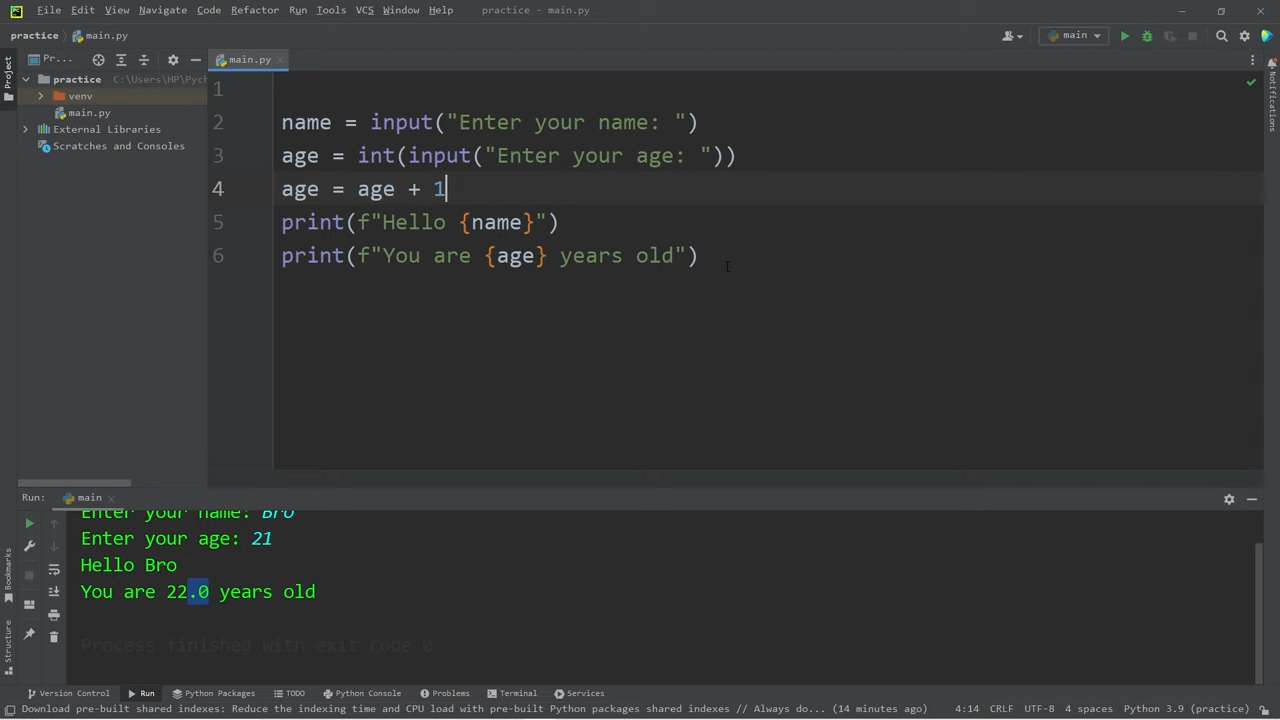 File Edit View Navigate Code Refactor Run Tools VCS Window Help practice - main.py
practice main.py main
Pr... main.py
Project
practice C:\Users\HP\Pych
venv
main.py
External Libraries
Scratches and Consoles
Notifications
1
2 name = input("Enter your name: ")
3 age = int(input("Enter your age: "))
4 age = age + 1
5 print(f"Hello {name}")
6 print(f"You are {age} years old")
Run: main
Enter your name: Bro
Enter your age: 21
Hello Bro
You are 22.0 years old
Process finished with exit code 0
Bookmarks
Structure
Version Control Run Python Packages TODO Python Console Problems Terminal Services
Download pre-built shared indexes: Reduce the indexing time and CPU load with pre-built Python packages shared indexes // Always do... (14 minutes ago) 4:14 CRLF UTF-8 4 spaces Python 3.9 (practice)